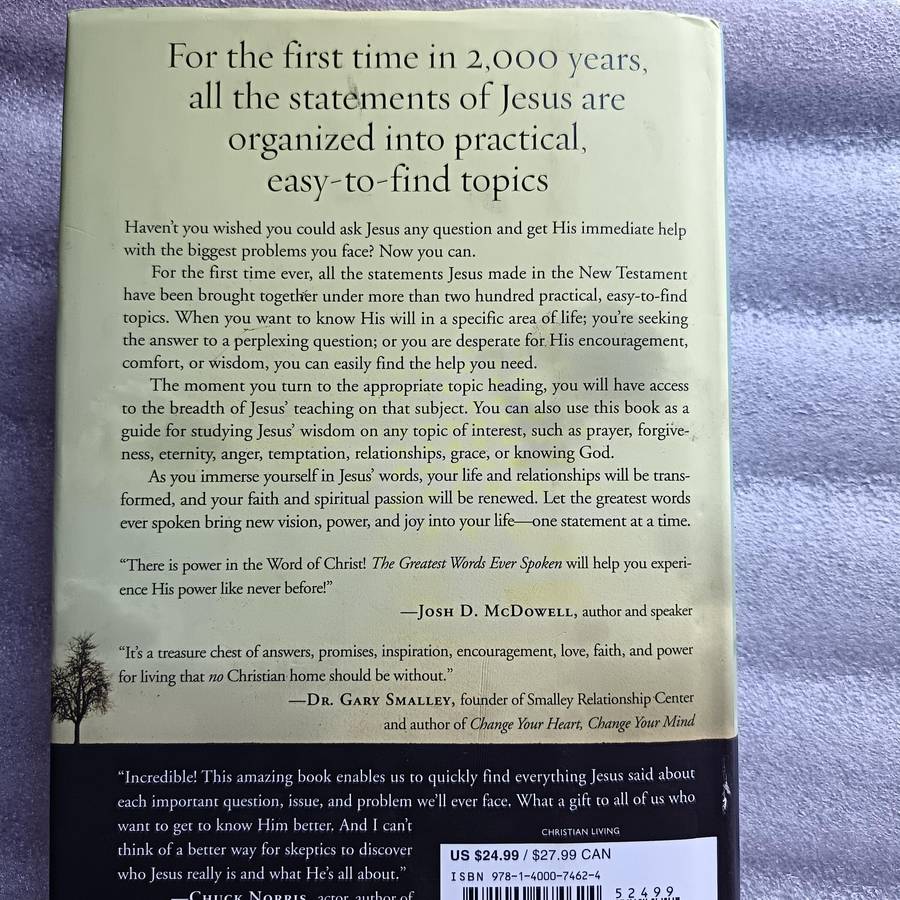 For the first time in 2,000 years,
all the statements of Jesus are
organized into practical,
easy-to-find topics
Haven't you wished you could ask Jesus any question and get His immediate help
with the biggest problems you face? Now you can.
For the first time ever, all the statements Jesus made in the New Testament
have been brought together under more than two hundred practical, easy-to-find
topics. When you want to know His will in a specific area of life; you're seeking
the answer to a perplexing question; or you are desperate for His encouragement,
comfort, or wisdom, you can easily find the help you need.
The moment you turn to the appropriate topic heading, you will have access
to the breadth of Jesus' teaching on that subject. You can also use this book as a
guide for studying Jesus' wisdom on any topic of interest, such as prayer, forgive-
ness, eternity, anger, temptation, relationships, grace, or knowing God.
As you immerse yourself in Jesus' words, your life and relationships will be trans-
formed, and your faith and spiritual passion will be renewed. Let the greatest words
ever spoken bring new vision, power, and joy into your life—one statement at a time.
"There is power in the Word of Christ! The Greatest Words Ever Spoken will help you experi-
ence His power like never before!"
—Josh D. McDowell, author and speaker
"It's a treasure chest of answers, promises, inspiration, encouragement, love, faith, and power
for living that no Christian home should be without."
—Dr. Gary Smalley, founder of Smalley Relationship Center
and author of Change Your Heart, Change Your Mind
"Incredible! This amazing book enables us to quickly find everything Jesus said about
each important question, issue, and problem we'll ever face. What a gift to all of us who
want to get to know Him better. And I can't
think of a better way for skeptics to discover
who Jesus really is and what He's all about."
—Chuck Norris, actor, author of
CHRISTIAN LIVING
US $24.99 / $27.99 CAN
ISBN 978-1-4000-7462-4
52499